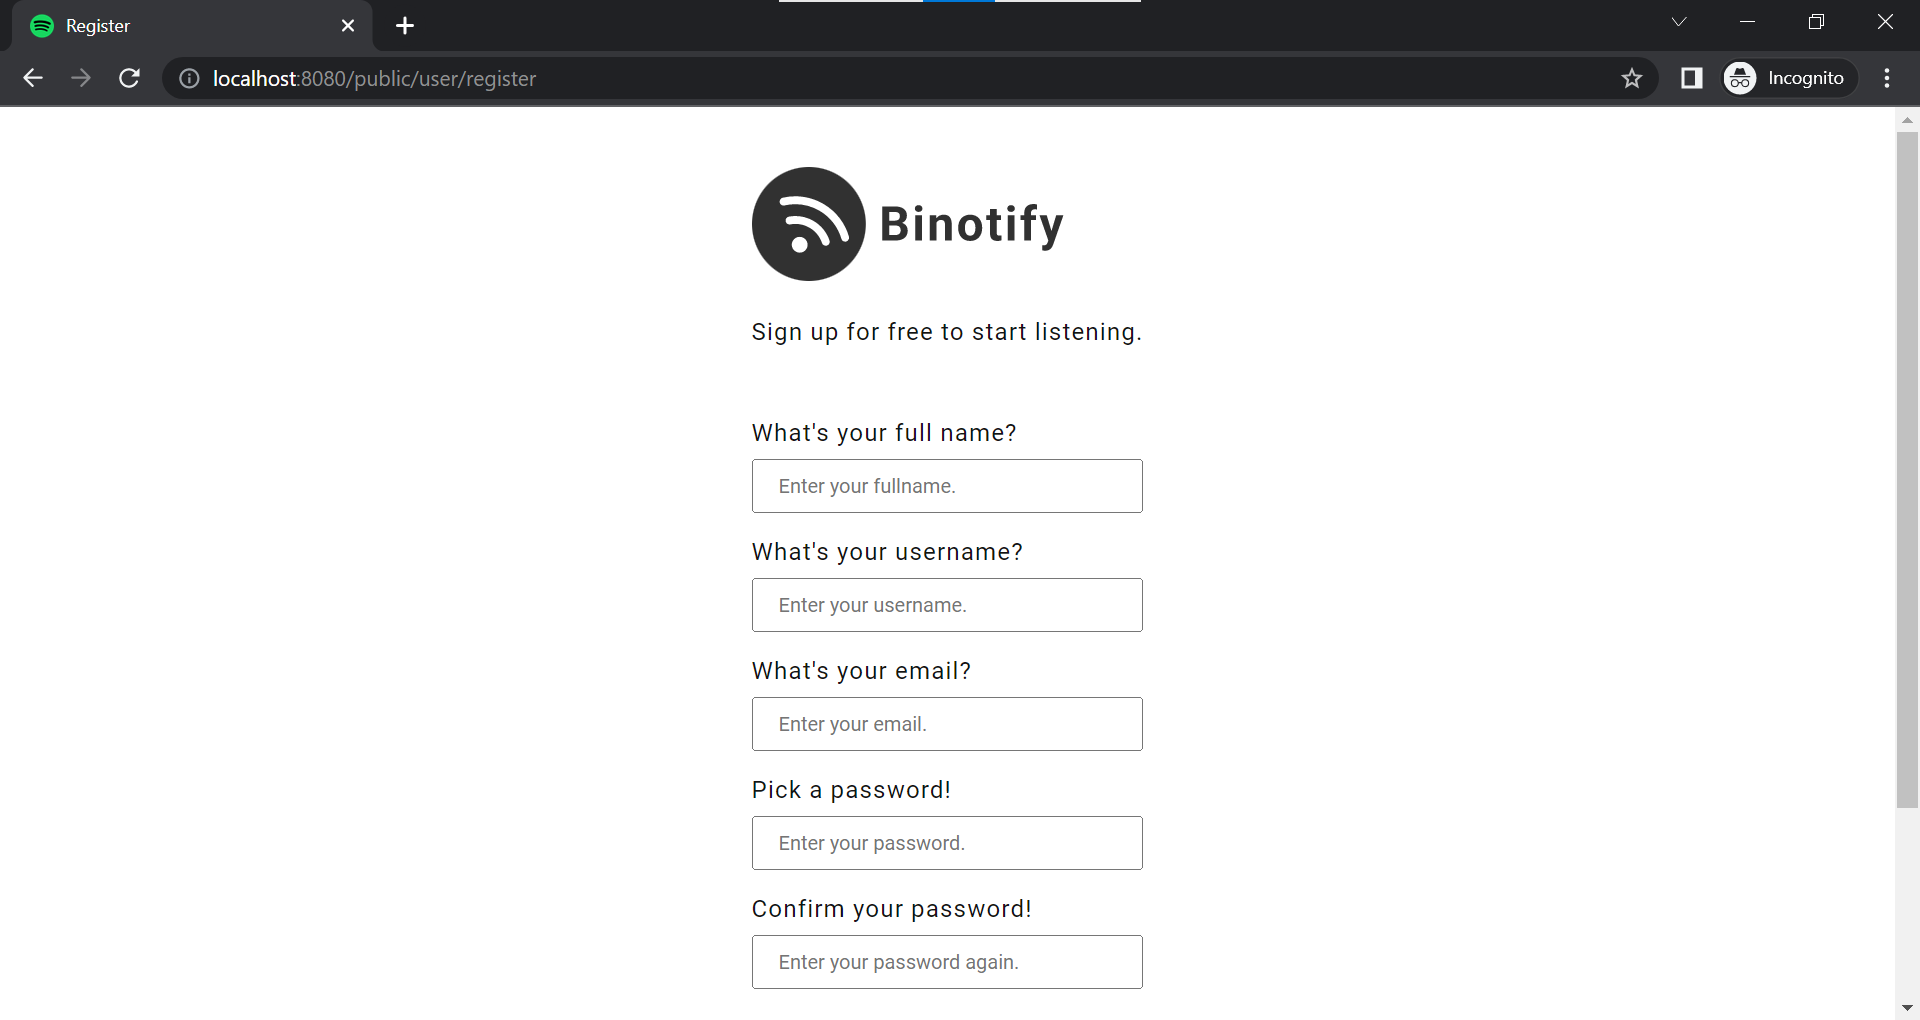 Register
localhost:8080/public/user/register
Incognito
Binotify
Sign up for free to start listening.
What's your full name?
Enter your fullname.
What's your username?
Enter your username.
What's your email?
Enter your email.
Pick a password!
Enter your password.
Confirm your password!
Enter your password again.